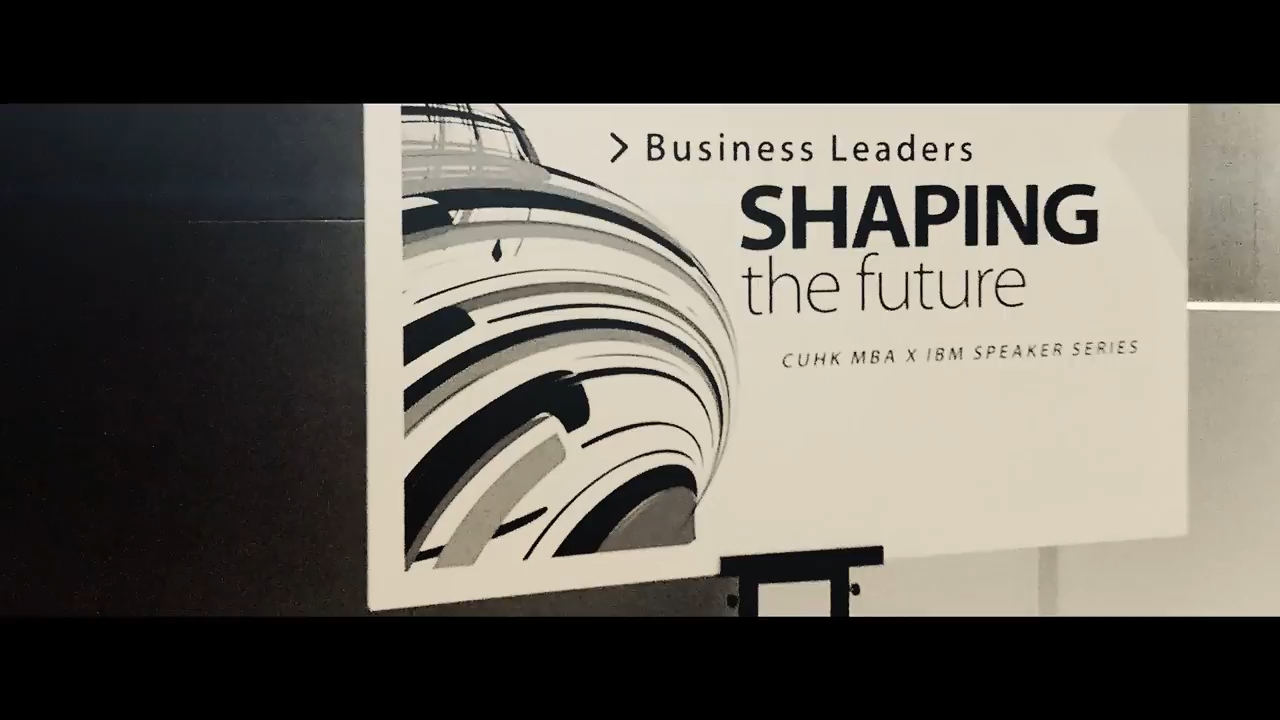 > Business Leaders
SHAPING
the future
CUHK MBA X IBM SPEAKER SERIES